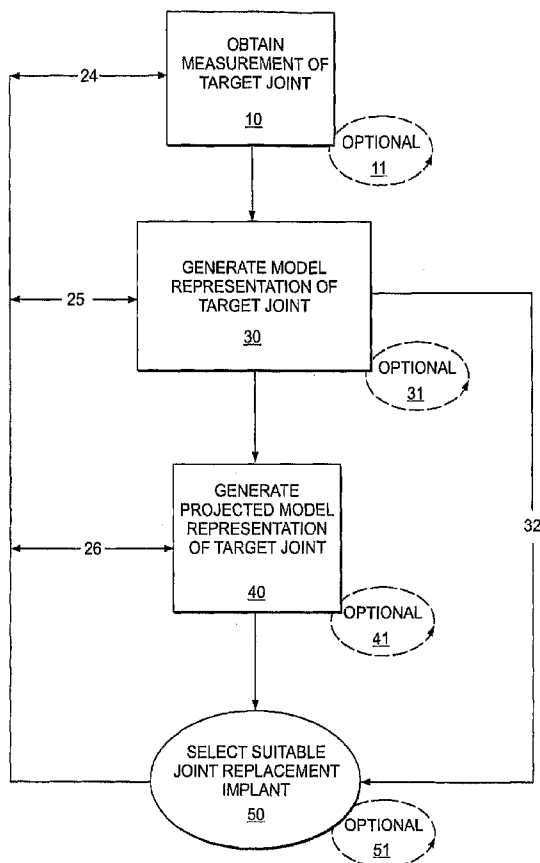 OBTAIN
MEASUREMENT OF
TARGET JOINT
10
24
OPTIONAL
11
GENERATE MODEL
REPRESENTATION OF
TARGET JOINT
30
25
OPTIONAL
31
GENERATE
PROJECTED MODEL
REPRESENTATION
OF TARGET JOINT
40
26
32
OPTIONAL
41
SELECT SUITABLE
JOINT REPLACEMENT
IMPLANT
50
OPTIONAL
51